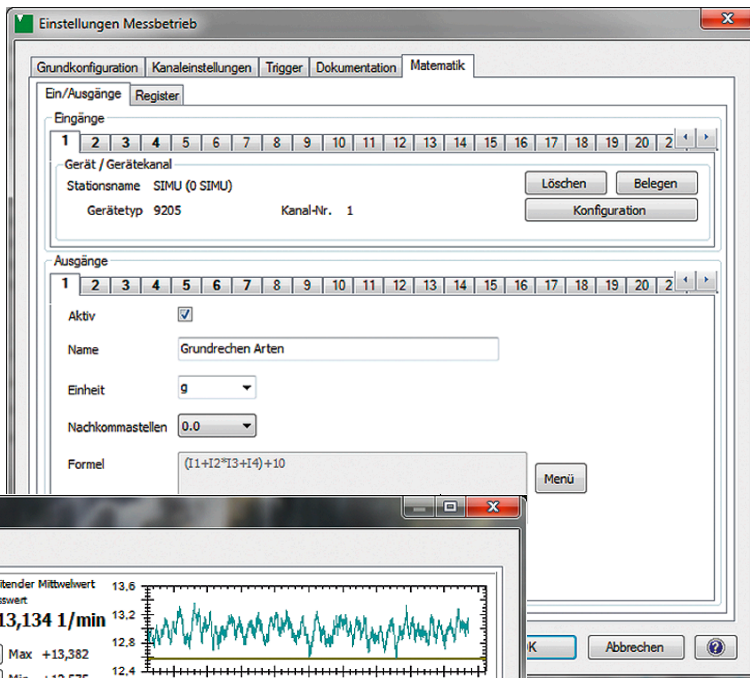 Einstellungen Messbetrieb
Grundkonfiguration Kanaleinstellungen Trigger Dokumentation Matematik
Ein/Ausgänge Register
Eingänge
1 2 3 4 5 6 7 8 9 10 11 12 13 14 15 16 17 18 19 20 2
Gerät / Gerätekanal
Stationsname SIMU (0 SIMU) Löschen Belegen
Gerätetyp 9205 Kanal-Nr. 1 Konfiguration
Ausgänge
1 2 3 4 5 6 7 8 9 10 11 12 13 14 15 16 17 18 19 20 2
Aktiv
Name Grundrechen Arten
Einheit g
Nachkommastellen 0.0
Formel (I1+I2*I3+I4)+10
Menü
itender Mittwelwert 13,6
swert
13,134 1/min 13,2
12,8
Max +13,382
12,4
K Abbrechen ?